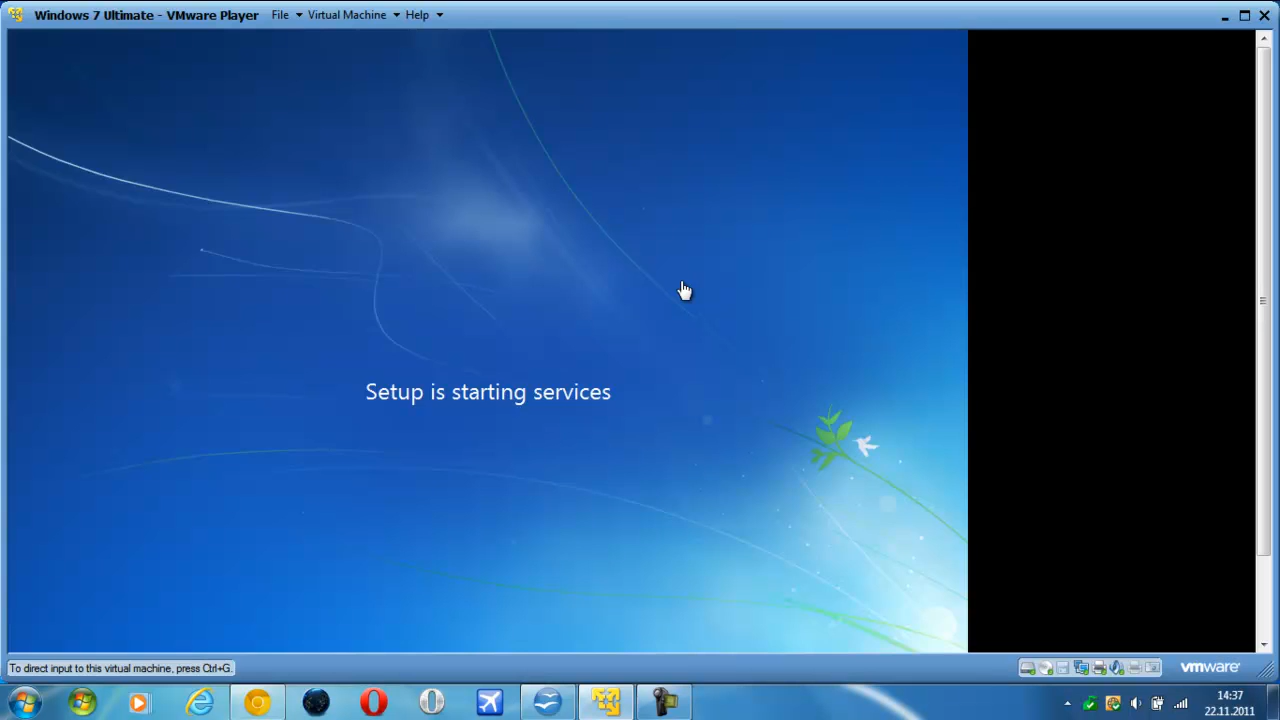 Windows 7 Ultimate - VMware Player File Virtual Machine Help
Setup is starting services
To direct input to this virtual machine, press Ctrl+G.
vmware
14:37
22.11.2011